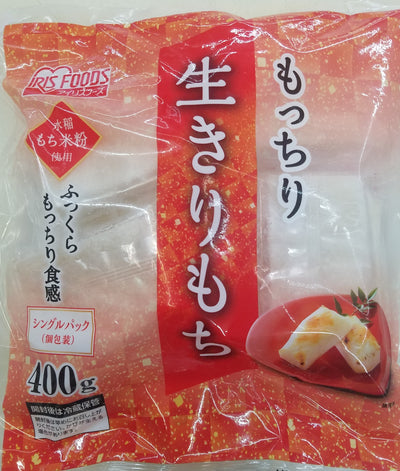 IRIS FOODS
アイリスフーズ
もっちり
生きりもち
水稲
もち米粉
使用
ふっくら
もっちり食感
シングルパック
(個包装)
400g
開封後は冷蔵保管